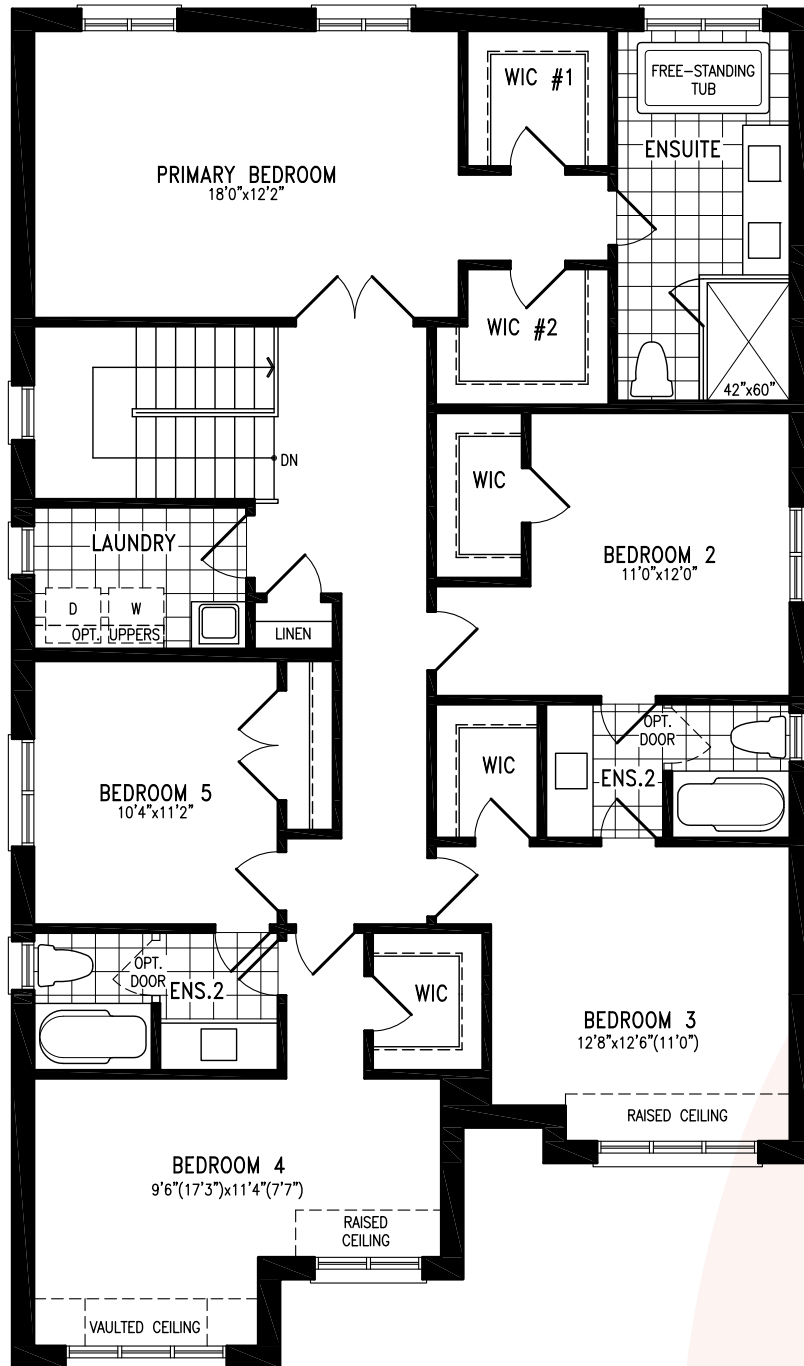 WIC #1
FREE-STANDING
TUB
ENSUITE
PRIMARY BEDROOM
18'0"x12'2"
WIC #2
42"x60"
DN
WIC
LAUNDRY
BEDROOM 2
11'0"x12'0"
D
W
OPT. UPPERS
LINEN
OPT.
DOOR
WIC
ENS.2
BEDROOM 5
10'4"x11'2"
OPT.
DOOR
ENS.2
WIC
BEDROOM 3
12'8"x12'6"(11'0")
RAISED CEILING
BEDROOM 4
9'6"(17'3")x11'4"(7'7")
RAISED
CEILING
VAULTED CEILING